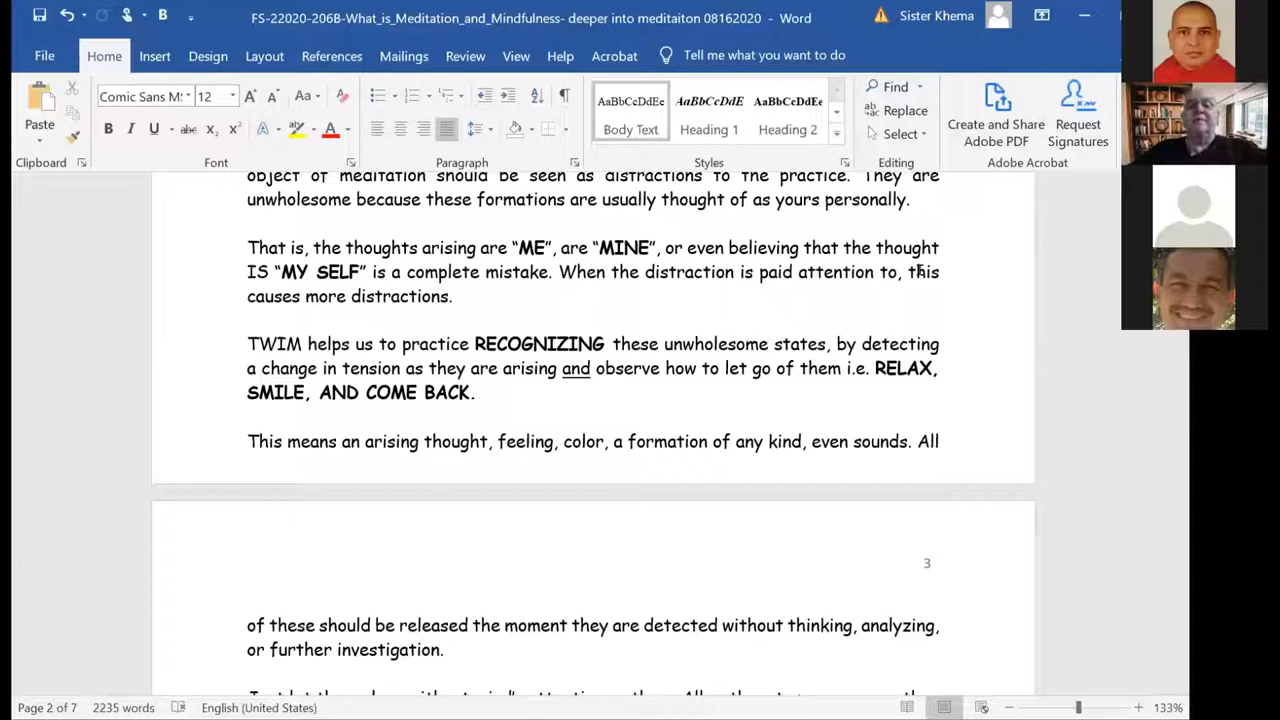 FS-22020-206B-What_is_Meditation_and_Mindfulness- deeper into meditaiton 08162020 - Word
Sister Khema
File Home Insert Design Layout References Mailings Review View Help Acrobat Tell me what you want to do
Comic Sans M 12
Paste
Clipboard
Font
Paragraph
AaBbCcDdEe AaBbCcDdE AaBbCcDdEe
Body Text Heading 1 Heading 2
Styles
Find
Replace
Select
Editing
Create and Share Adobe PDF
Request Signatures
Adobe Acrobat
object of meditation should be seen as distractions to the practice. They are
unwholesome because these formations are usually thought of as yours personally.
That is, the thoughts arising are “ME”, are “MINE”, or even believing that the thought
IS “MY SELF” is a complete mistake. When the distraction is paid attention to, this
causes more distractions.
TWIM helps us to practice RECOGNIZING these unwholesome states, by detecting
a change in tension as they are arising and observe how to let go of them i.e. RELAX,
SMILE, AND COME BACK.
This means an arising thought, feeling, color, a formation of any kind, even sounds. All
3
of these should be released the moment they are detected without thinking, analyzing,
or further investigation.
Page 2 of 7 2235 words English (United States) 133%